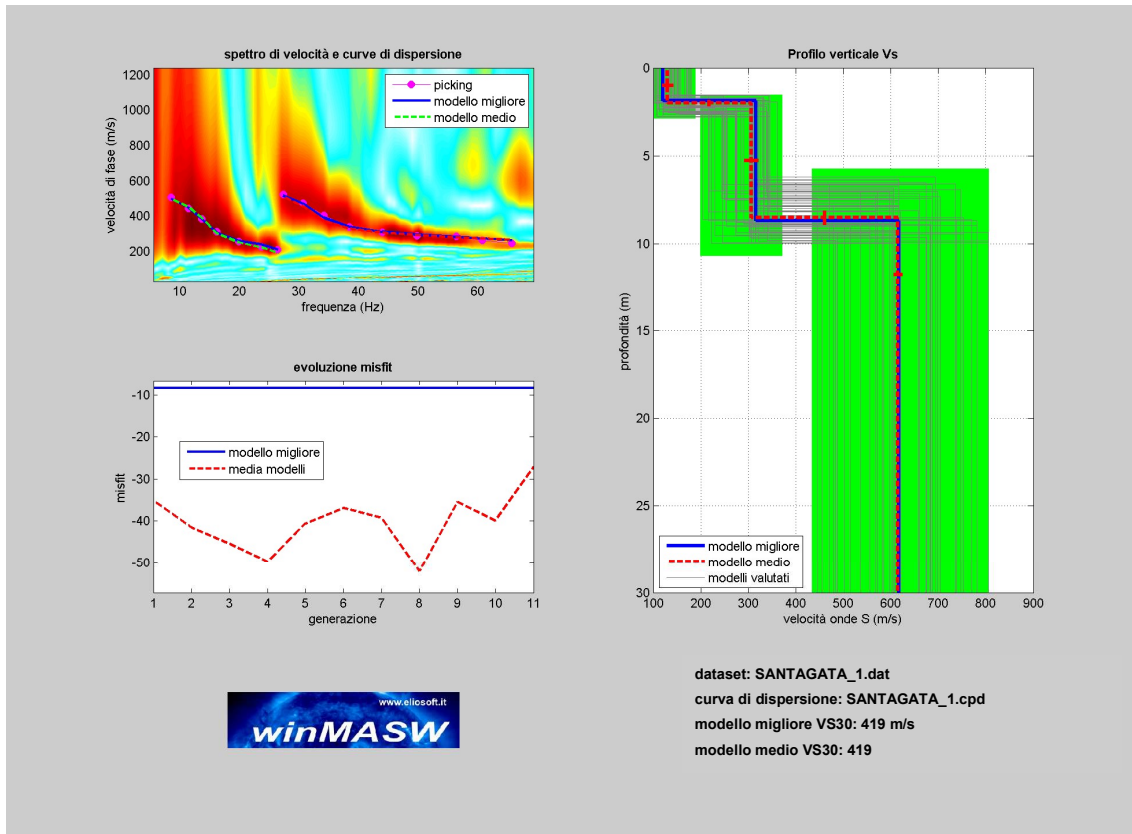 spettro di velocità e curve di dispersione
1200
1000
800
600
400
200
velocità di fase (m/s)
picking
modello migliore
modello medio
10
20
30
40
50
60
frequenza (Hz)
evoluzione misfit
-10
-20
-30
-40
-50
misfit
modello migliore
media modelli
1
2
3
4
5
6
7
8
9
10
11
generazione
www.eliosoft.it
winMASW
Profilo verticale Vs
0
5
10
15
20
25
30
profondità (m)
modello migliore
modello medio
modelli valutati
100
200
300
400
500
600
700
800
900
velocità onde S (m/s)
dataset: SANTAGATA_1.dat
curva di dispersione: SANTAGATA_1.cpd
modello migliore VS30: 419 m/s
modello medio VS30: 419